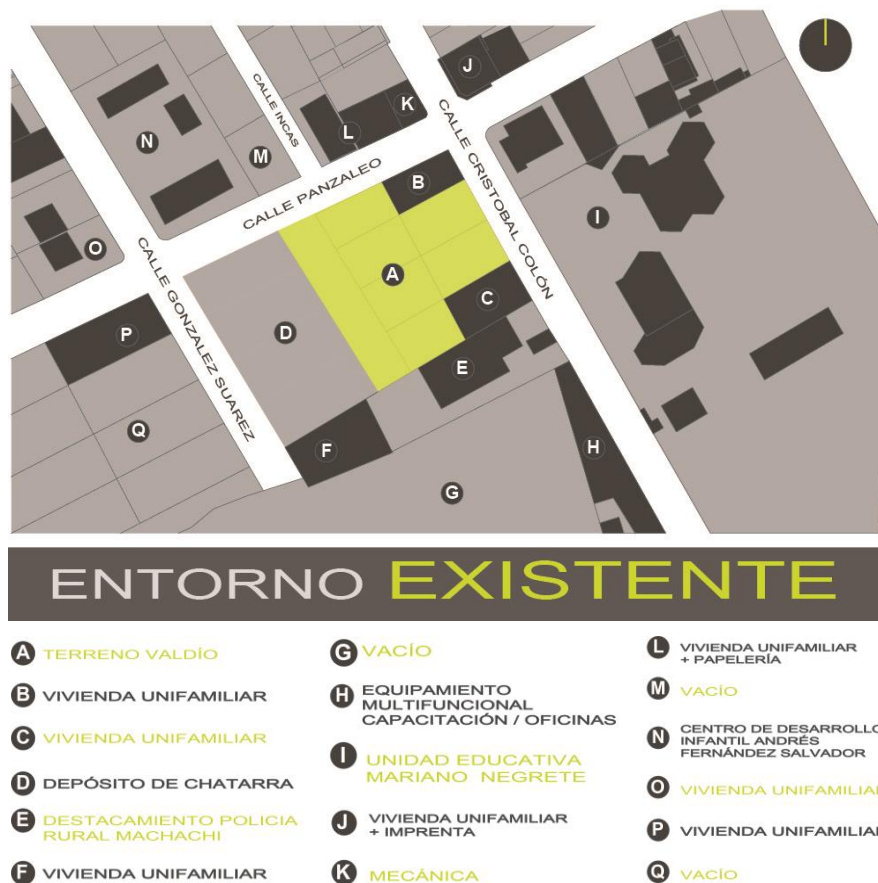 J
K
CALLE INCAS
L
N
M
CALLE PANZALEO
CALLE CRISTOBAL COLÓN
B
I
O
A
CALLE GONZALEZ SUAREZ
C
D
P
E
Q
F
H
G
ENTORNO EXISTENTE
A TERRENO VALDÍO
B VIVIENDA UNIFAMILIAR
C VIVIENDA UNIFAMILIAR
D DEPÓSITO DE CHATARRA
E DESTACAMIENTO POLICIA
RURAL MACHACHI
F VIVIENDA UNIFAMILIAR
G VACÍO
H EQUIPAMIENTO
MULTIFUNCIONAL
CAPACITACIÓN / OFICINAS
I UNIDAD EDUCATIVA
MARIANO NEGRETE
J VIVIENDA UNIFAMILIAR
+ IMPRENTA
K MECÁNICA
L VIVIENDA UNIFAMILIAR
+ PAPELERÍA
M VACÍO
N CENTRO DE DESARROLLO
INFANTIL ANDRÉS
FERNÁNDEZ SALVADOR
O VIVIENDA UNIFAMILIAR
P VIVIENDA UNIFAMILIAR
Q VACÍO